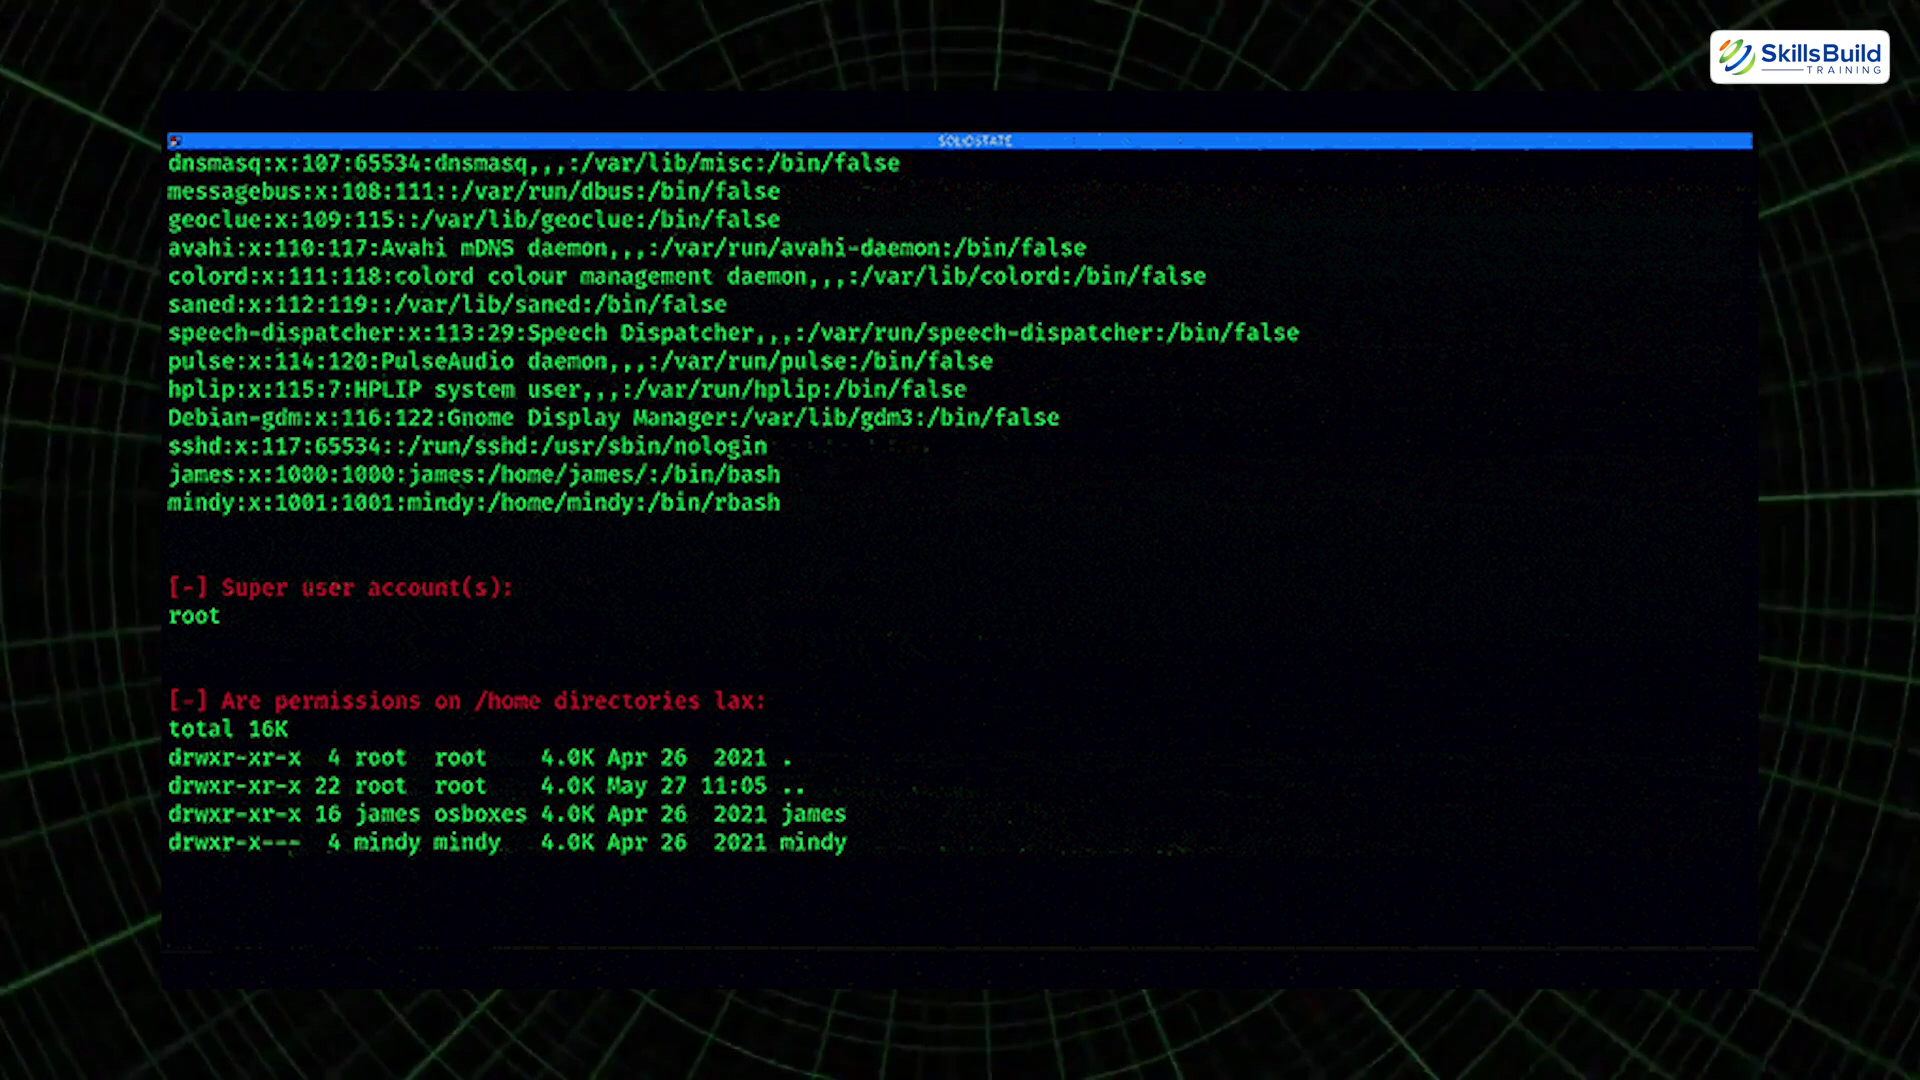 SkillsBuild
TRAINING
SOLIDSTATE
dnsmasq:x:107:65534:dnsmasq,,,:/var/lib/misc:/bin/false
messagebus:x:108:111::/var/run/dbus:/bin/false
geoclue:x:109:115::/var/lib/geoclue:/bin/false
avahi:x:110:117:Avahi mDNS daemon,,,:/var/run/avahi-daemon:/bin/false
colord:x:111:118:colord colour management daemon,,,:/var/lib/colord:/bin/false
saned:x:112:119::/var/lib/saned:/bin/false
speech-dispatcher:x:113:29:Speech Dispatcher,,,:/var/run/speech-dispatcher:/bin/false
pulse:x:114:120:PulseAudio daemon,,,:/var/run/pulse:/bin/false
hplip:x:115:7:HPLIP system user,,,:/var/run/hplip:/bin/false
Debian-gdm:x:116:122:Gnome Display Manager:/var/lib/gdm3:/bin/false
sshd:x:117:65534::/run/sshd:/usr/sbin/nologin
james:x:1000:1000:james:/home/james/:/bin/bash
mindy:x:1001:1001:mindy:/home/mindy:/bin/rbash
[-] Super user account(s):
root
[-] Are permissions on /home directories lax:
total 16K
drwxr-xr-x  4 root  root    4.0K Apr 26  2021 .
drwxr-xr-x 22 root  root    4.0K May 27 11:05 ..
drwxr-xr-x 16 james osboxes 4.0K Apr 26  2021 james
drwxr-x---  4 mindy mindy   4.0K Apr 26  2021 mindy